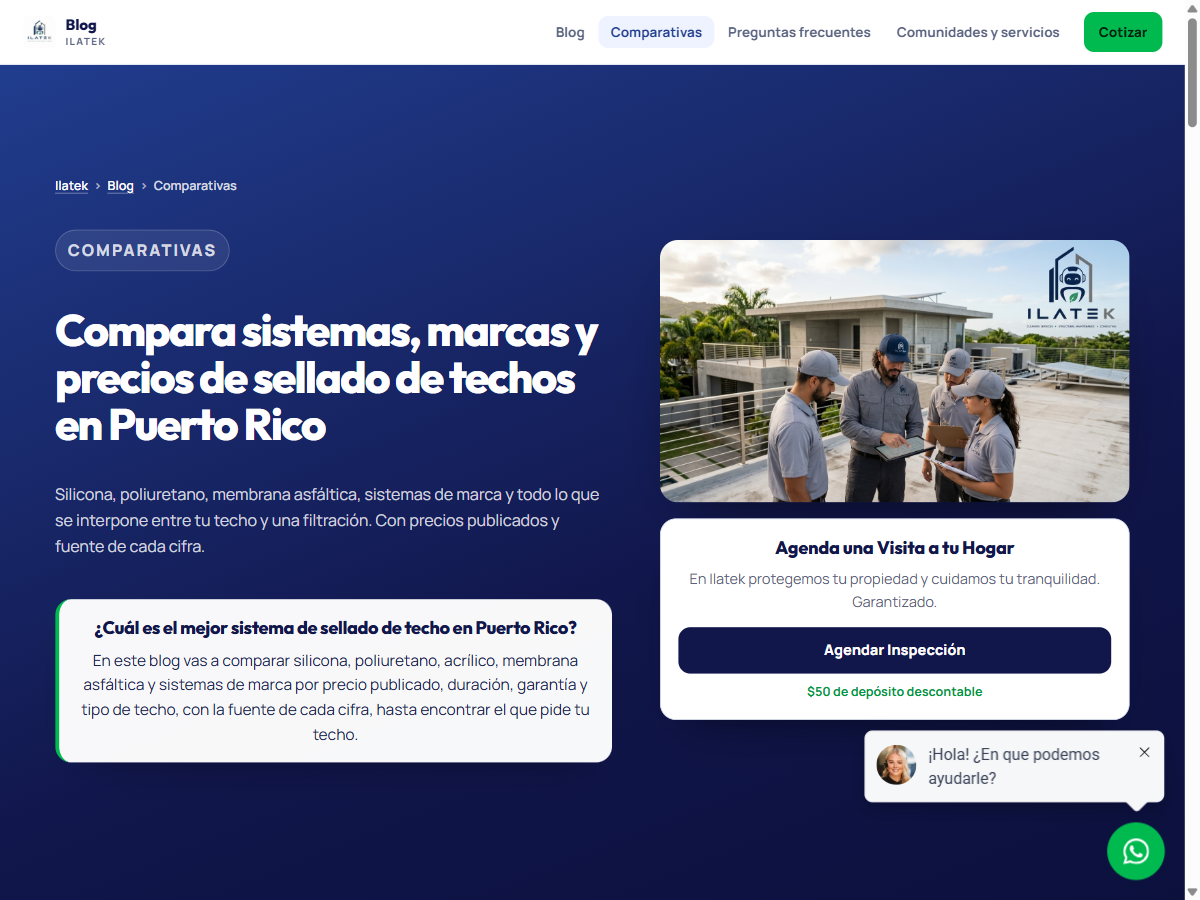 Blog
ILATEK
Blog
Comparativas
Preguntas frecuentes
Comunidades y servicios
Cotizar
Ilatek › Blog › Comparativas
COMPARATIVAS
Compara sistemas, marcas y
precios de sellado de techos
en Puerto Rico
Silicona, poliuretano, membrana asfáltica, sistemas de marca y todo lo que
se interpone entre tu techo y una filtración. Con precios publicados y
fuente de cada cifra.
¿Cuál es el mejor sistema de sellado de techo en Puerto Rico?
En este blog vas a comparar silicona, poliuretano, acrílico, membrana
asfáltica y sistemas de marca por precio publicado, duración, garantía y
tipo de techo, con la fuente de cada cifra, hasta encontrar el que pide tu
techo.
ILATEK
Agenda una Visita a tu Hogar
En Ilatek protegemos tu propiedad y cuidamos tu tranquilidad.
Garantizado.
Agendar Inspección
$50 de depósito descontable
¡Hola! ¿En que podemos
ayudarle?